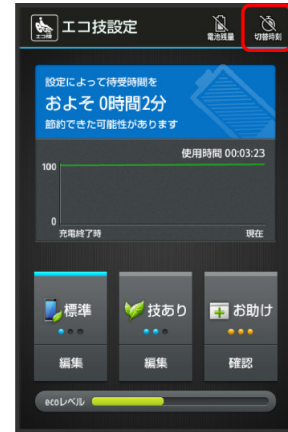 エコ技 エコ技設定 電池残量 切替時刻
設定によって待受時間を
およそ 0時間2分
節約できた可能性があります
使用時間 00:03:23
100
0
充電終了時 現在
標準 技あり お助け
編集 編集 確認
ecoレベル